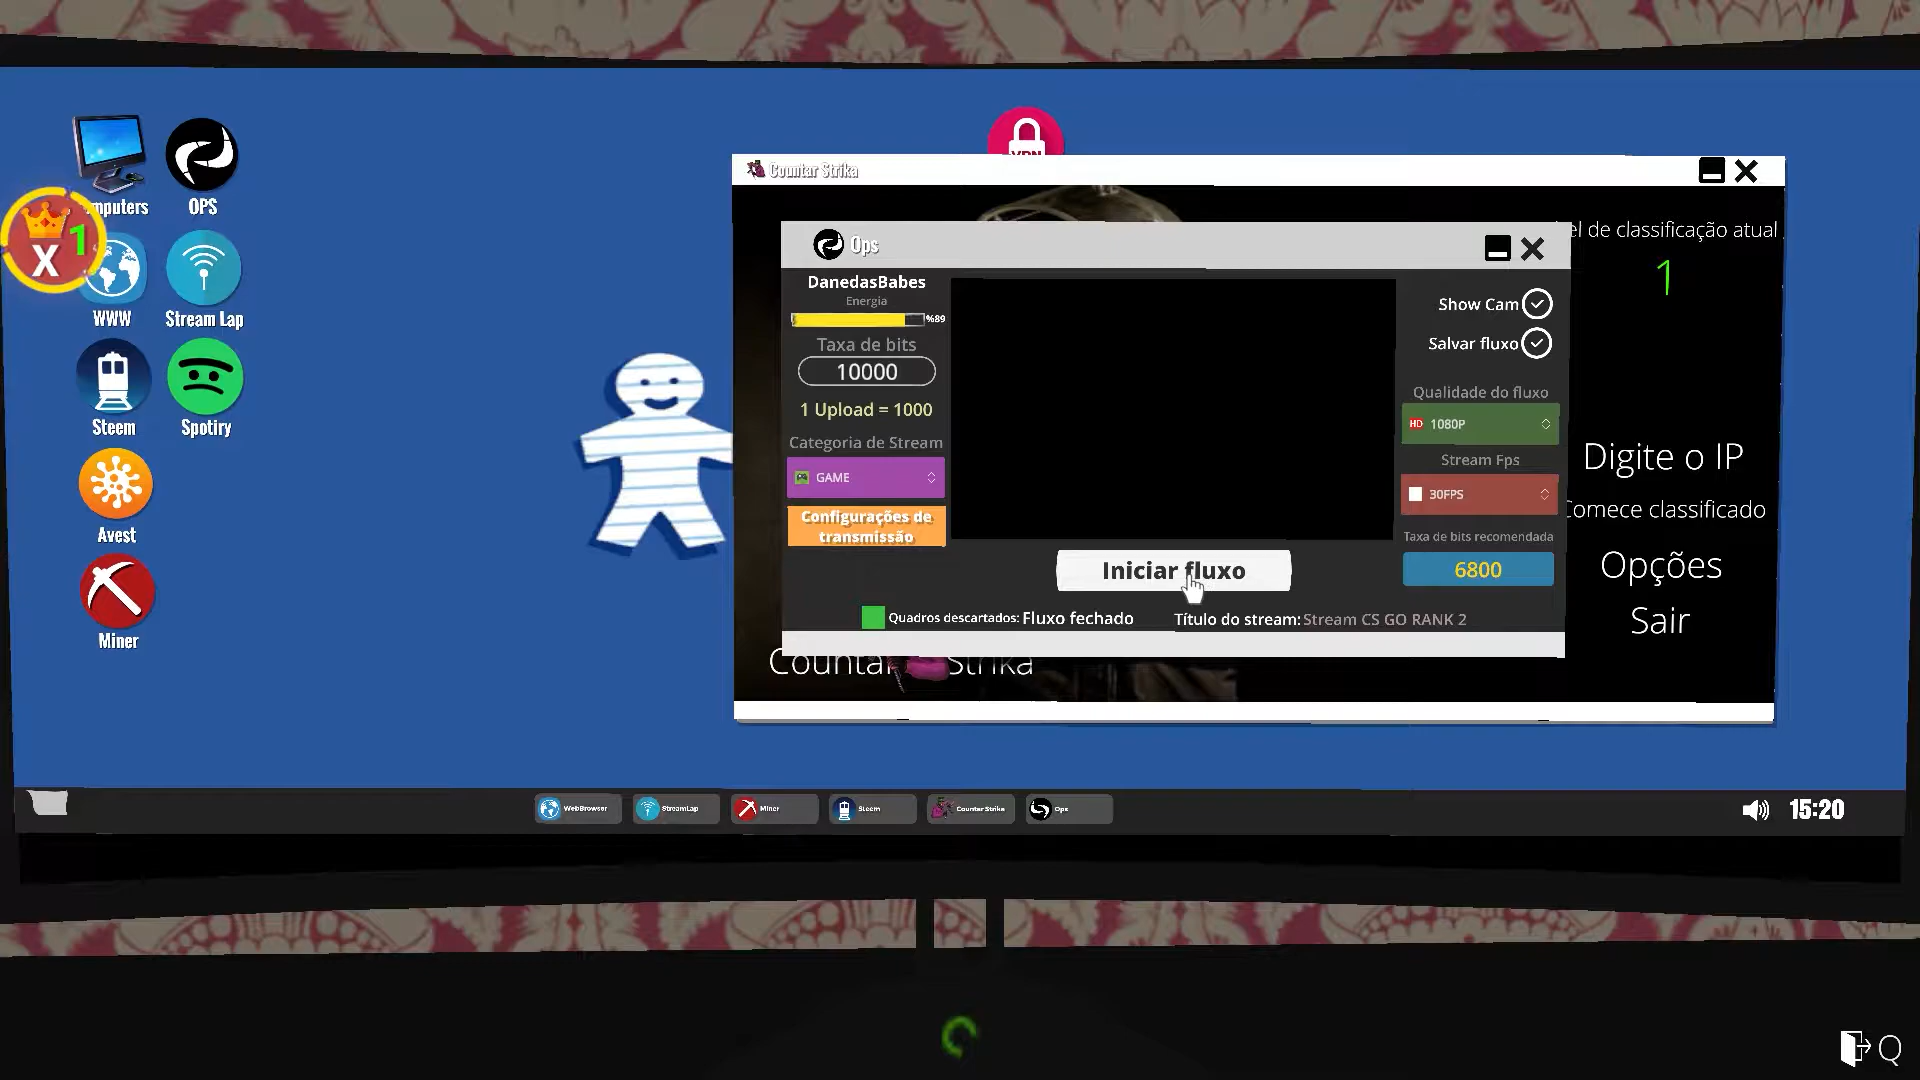 Computers
OPS
X 1
WWW
Stream Lap
Steem
Spotiry
Avest
Miner
VPN
Countar Strika
el de classificação atual
1
Ops
DanedasBabes
Energia
%89
Taxa de bits
10000
1 Upload = 1000
Categoria de Stream
GAME
Configurações de
transmissão
Show Cam
Salvar fluxo
Qualidade do fluxo
HD 1080P
Stream Fps
30FPS
Taxa de bits recomendada
6800
Iniciar fluxo
Quadros descartados: Fluxo fechado
Título do stream: Stream CS GO RANK 2
Digite o IP
Comece classificado
Opções
Sair
Countar Strika
WebBrowser
StreamLap
Miner
Steem
Counter Strike
Ops
15:20
Q